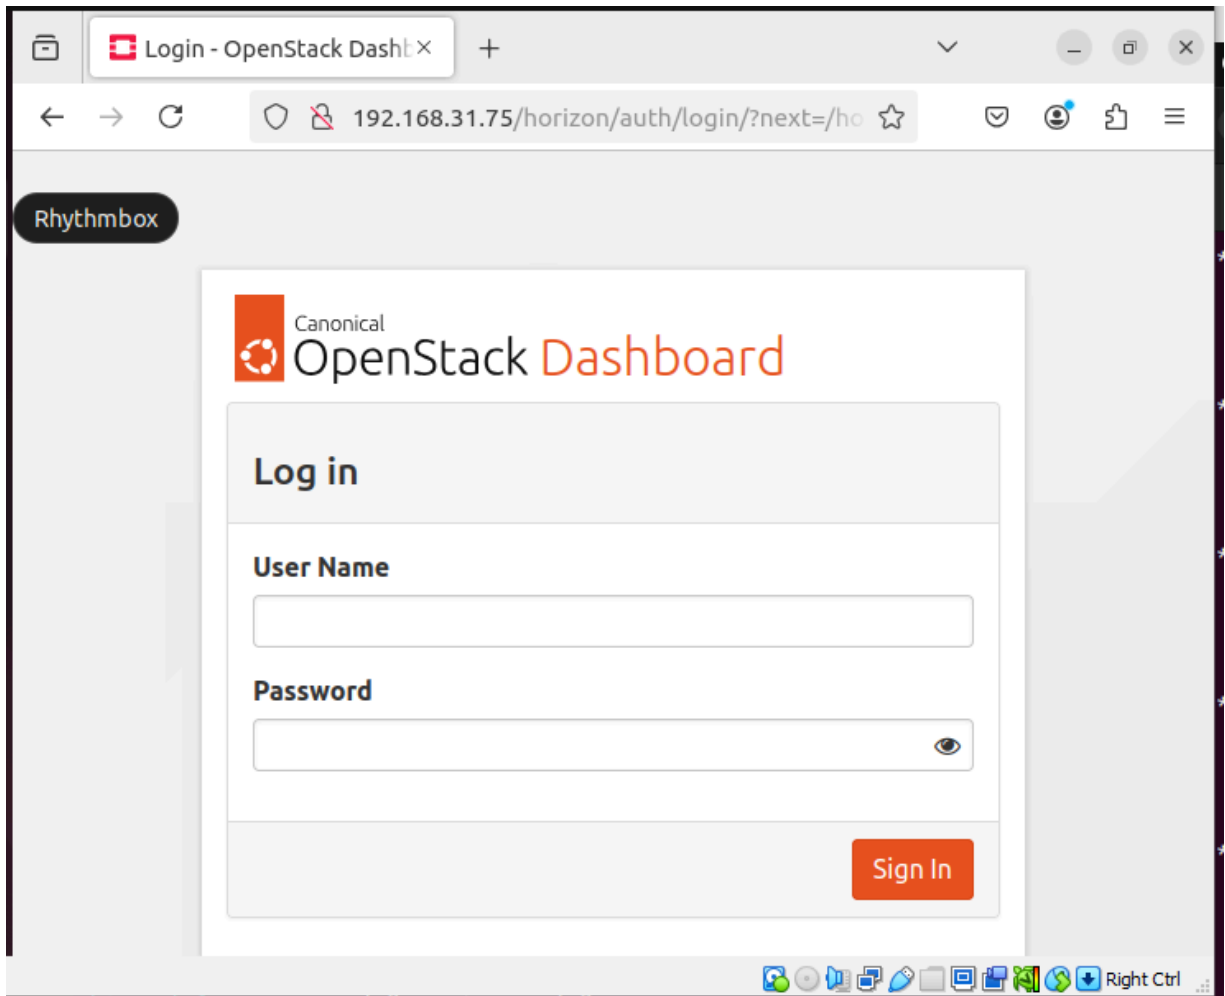 Login - OpenStack Dashb
192.168.31.75/horizon/auth/login/?next=/ho
Rhythmbox
Canonical
OpenStack Dashboard
Log in
User Name
Password
Sign In
Right Ctrl